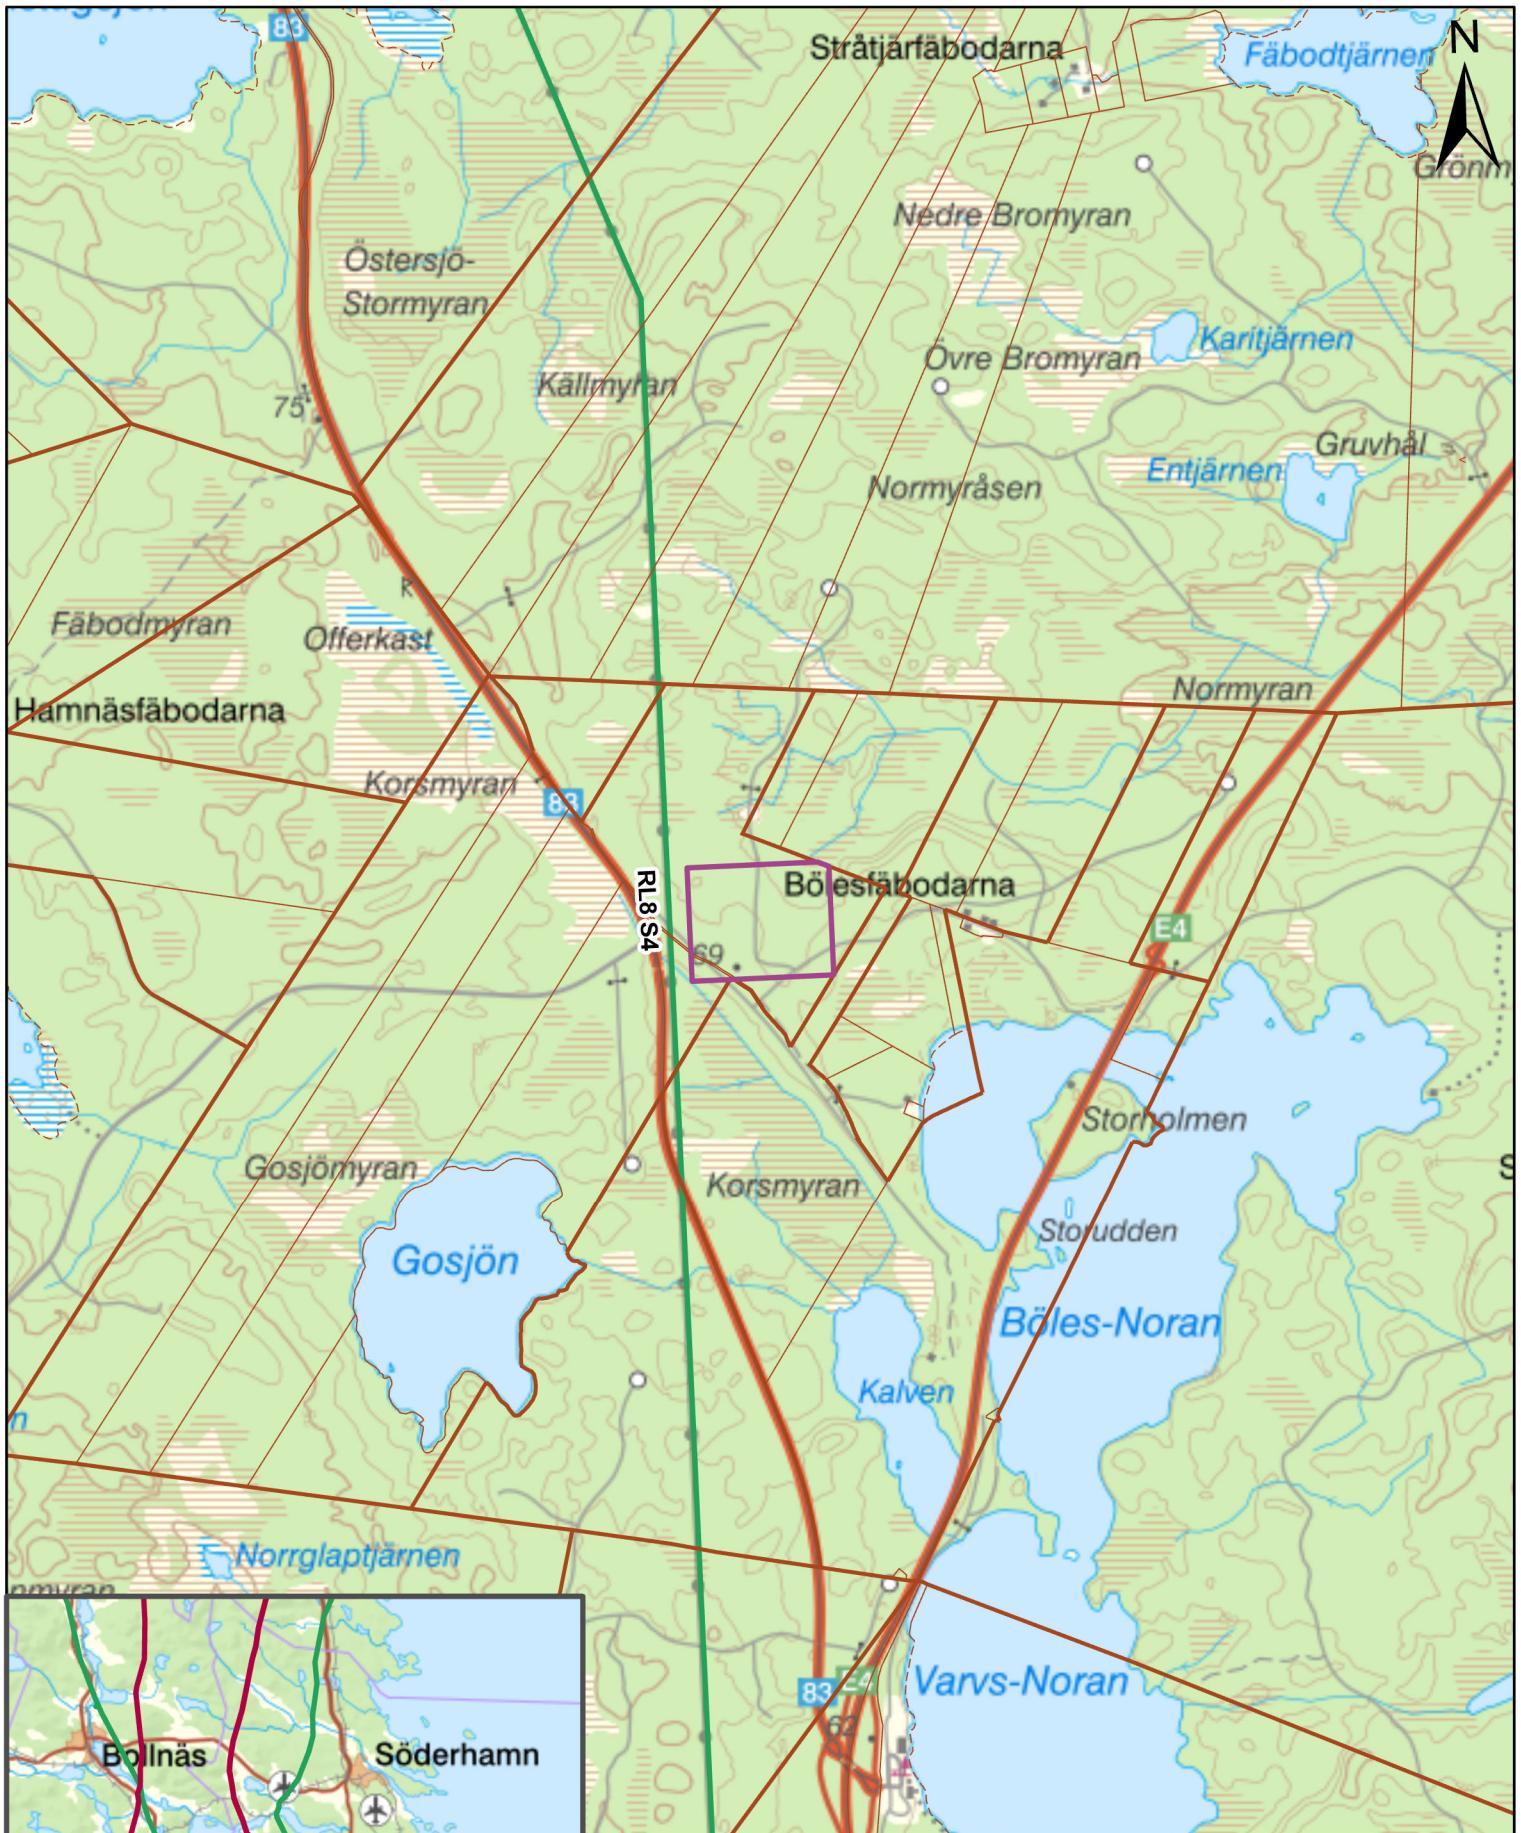 83
Stråtjärfäbodarna
Fäbodtjärnen
N
Nedre Bromyran
Östersjö-
Stormyran
Karitjärnen
Övre Bromyran
Källmyran
75
Gruvhål
Entjärnen
4
Normyråsen
R
Fäbodmyran
Offerkast
Normyran
Hamnäsfäbodarna
Korsmyran
83
RL8 S4
Bölesfäbodarna
E4
69
Storholmen
Gosjömyran
Korsmyran
Storudden
Gosjön
Böles-Noran
Kalven
Norrglaptjärnen
Varvs-Noran
83
E4
62
Bollnäs
Söderhamn